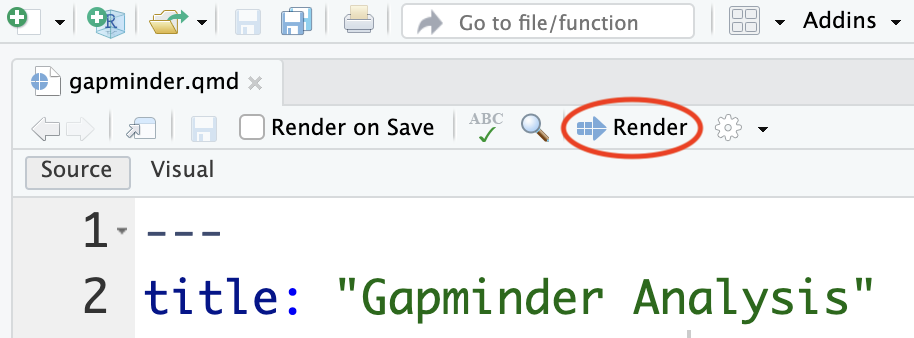 Go to file/function Addins
gapminder.qmd
Render on Save ABC Render
Source Visual
1 ---
2 title: "Gapminder Analysis"